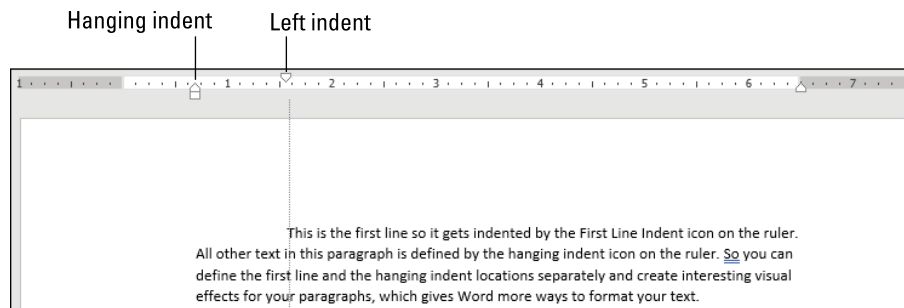 Hanging indent Left indent
1 1 2 3 4 5 6 7
This is the first line so it gets indented by the First Line Indent icon on the ruler.
All other text in this paragraph is defined by the hanging indent icon on the ruler. So you can
define the first line and the hanging indent locations separately and create interesting visual
effects for your paragraphs, which gives Word more ways to format your text.